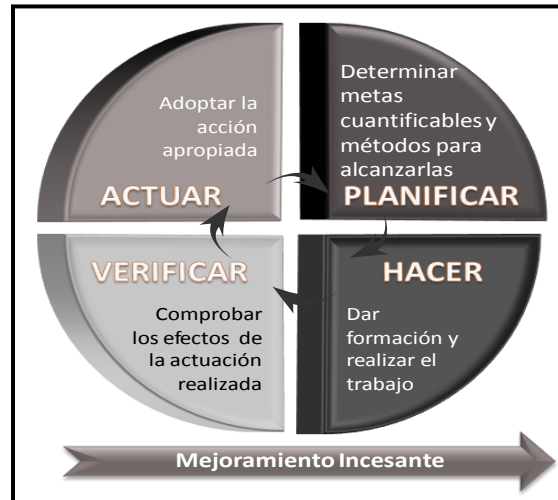 Adoptar la
acción
apropiada
ACTUAR
Determinar
metas
cuantificables y
métodos para
alcanzarlas
PLANIFICAR
VERIFICAR
Comprobar
los efectos de
la actuación
realizada
HACER
Dar
formación y
realizar el
trabajo
Mejoramiento Incesante